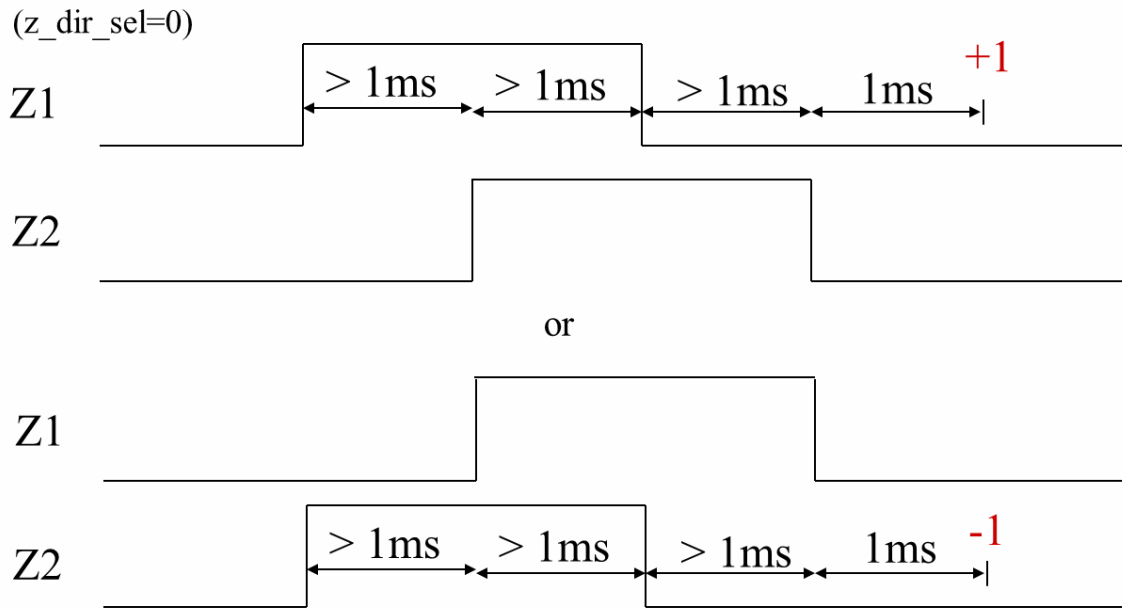 (z_dir_sel=0)
Z1 > 1ms > 1ms > 1ms 1ms +1
Z2
or
Z1
Z2 > 1ms > 1ms > 1ms 1ms -1